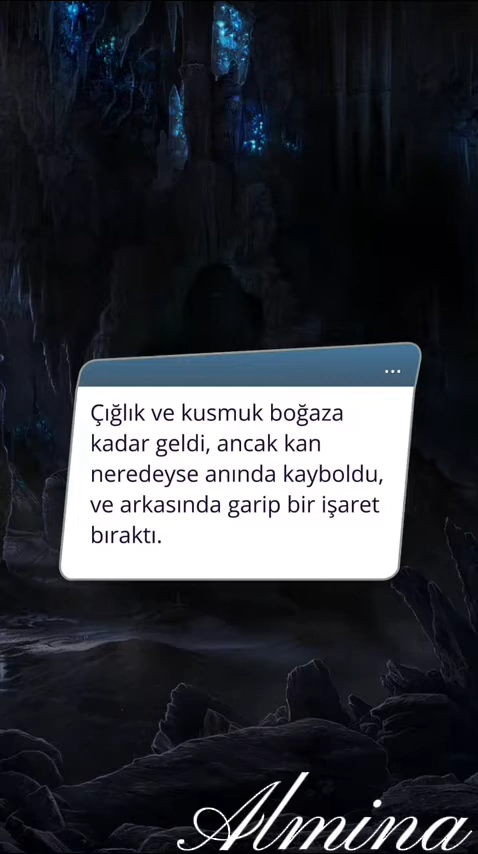 ...
Çığlık ve kusmuk boğaza
kadar geldi, ancak kan
neredeyse anında kayboldu,
ve arkasında garip bir işaret
bıraktı.
Almina